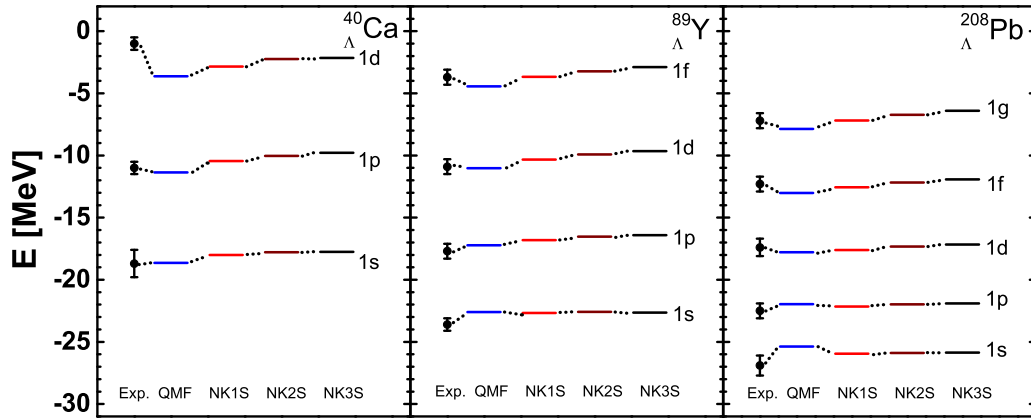 E [MeV]
0
-5
-10
-15
-20
-25
-30
40
Λ Ca
1d
1p
1s
Exp. QMF NK1S NK2S NK3S
89
Λ Y
1f
1d
1p
1s
Exp. QMF NK1S NK2S NK3S
208
Λ Pb
1g
1f
1d
1p
1s
Exp. QMF NK1S NK2S NK3S